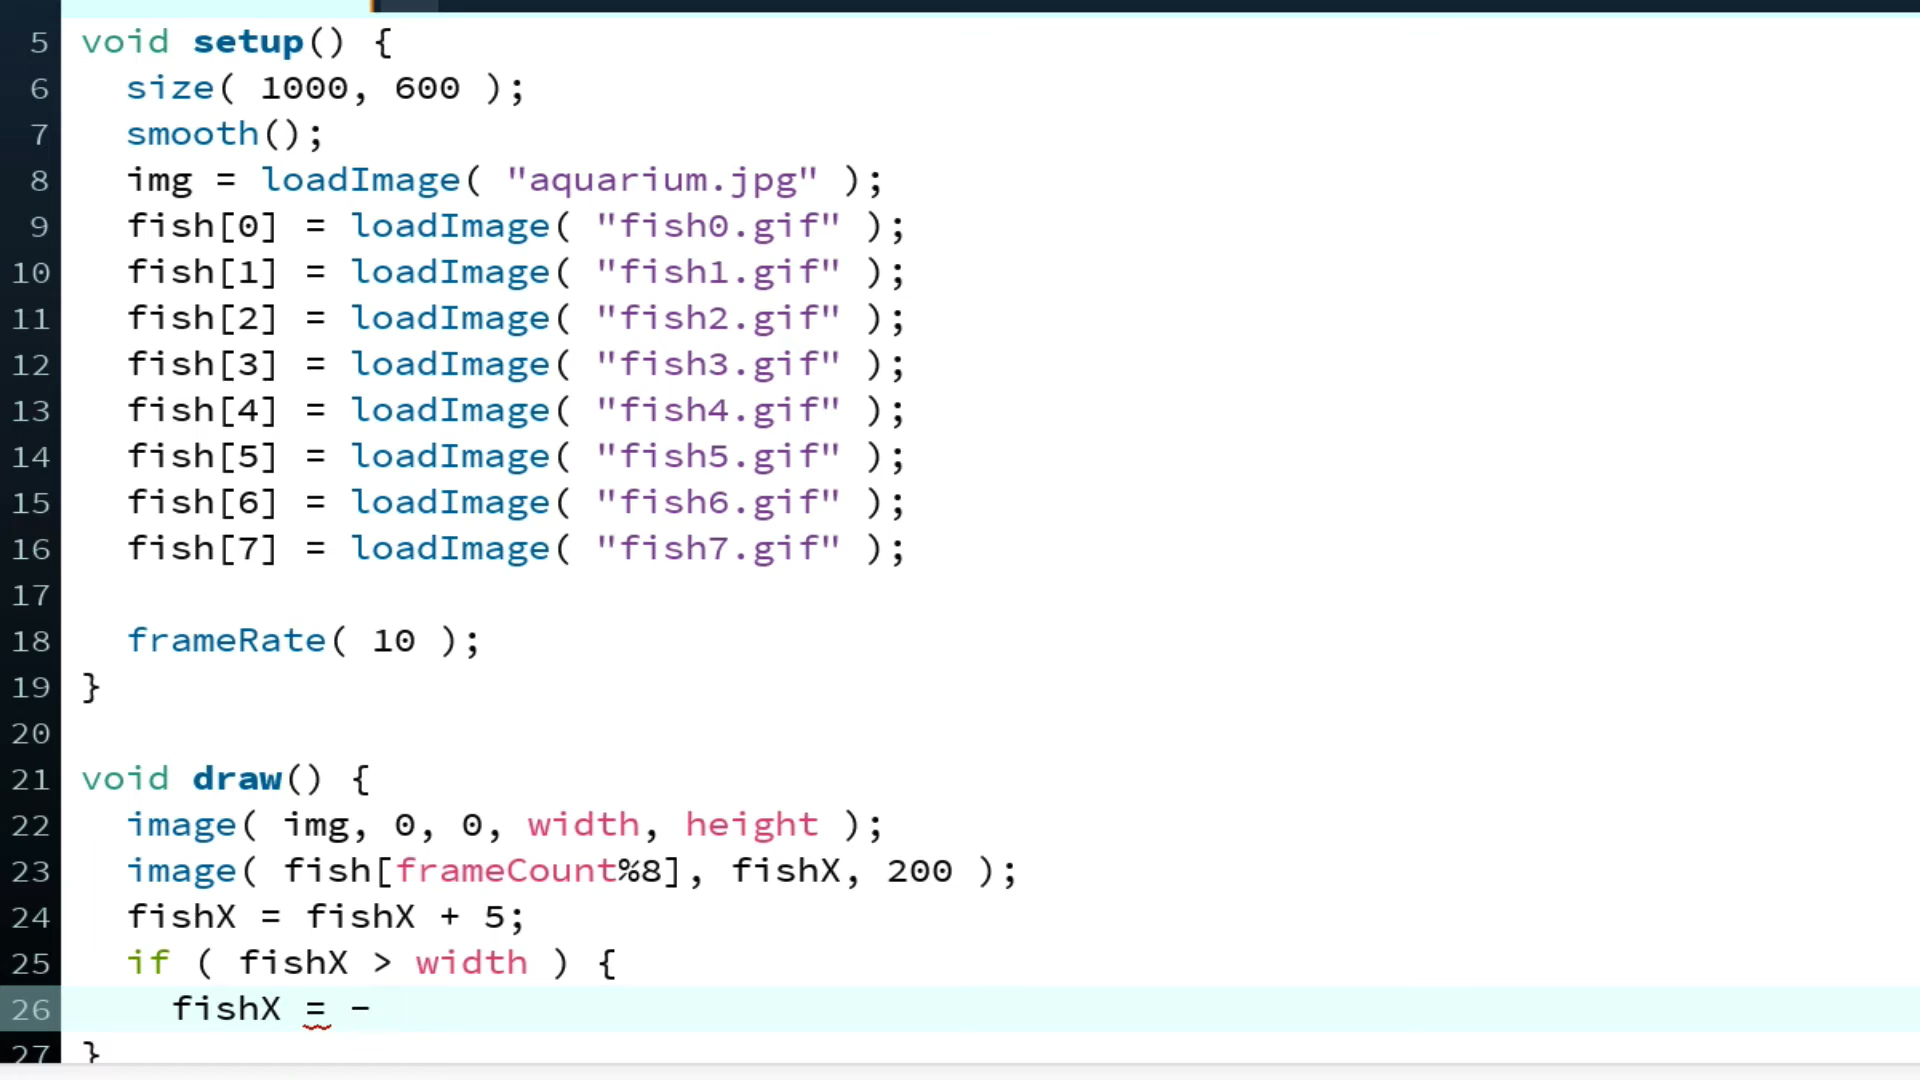 5 void setup() {
6 size( 1000, 600 );
7 smooth();
8 img = loadImage( "aquarium.jpg" );
9 fish[0] = loadImage( "fish0.gif" );
10 fish[1] = loadImage( "fish1.gif" );
11 fish[2] = loadImage( "fish2.gif" );
12 fish[3] = loadImage( "fish3.gif" );
13 fish[4] = loadImage( "fish4.gif" );
14 fish[5] = loadImage( "fish5.gif" );
15 fish[6] = loadImage( "fish6.gif" );
16 fish[7] = loadImage( "fish7.gif" );
17
18 frameRate( 10 );
19 }
20
21 void draw() {
22 image( img, 0, 0, width, height );
23 image( fish[frameCount%8], fishX, 200 );
24 fishX = fishX + 5;
25 if ( fishX > width ) {
26 fishX = -
27 }